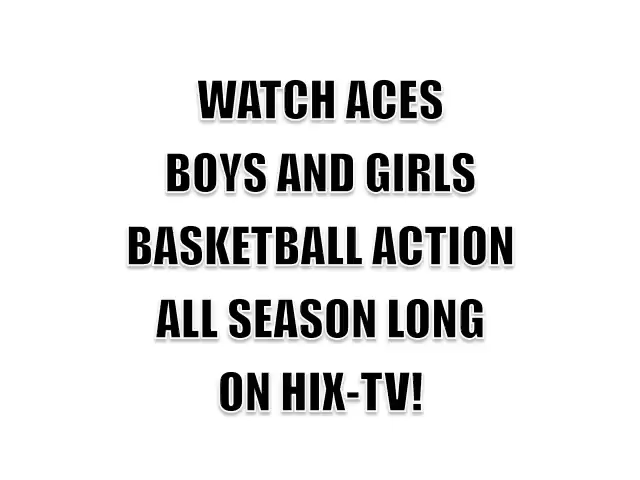 WATCH ACES
BOYS AND GIRLS
BASKETBALL ACTION
ALL SEASON LONG
ON HIX-TV!